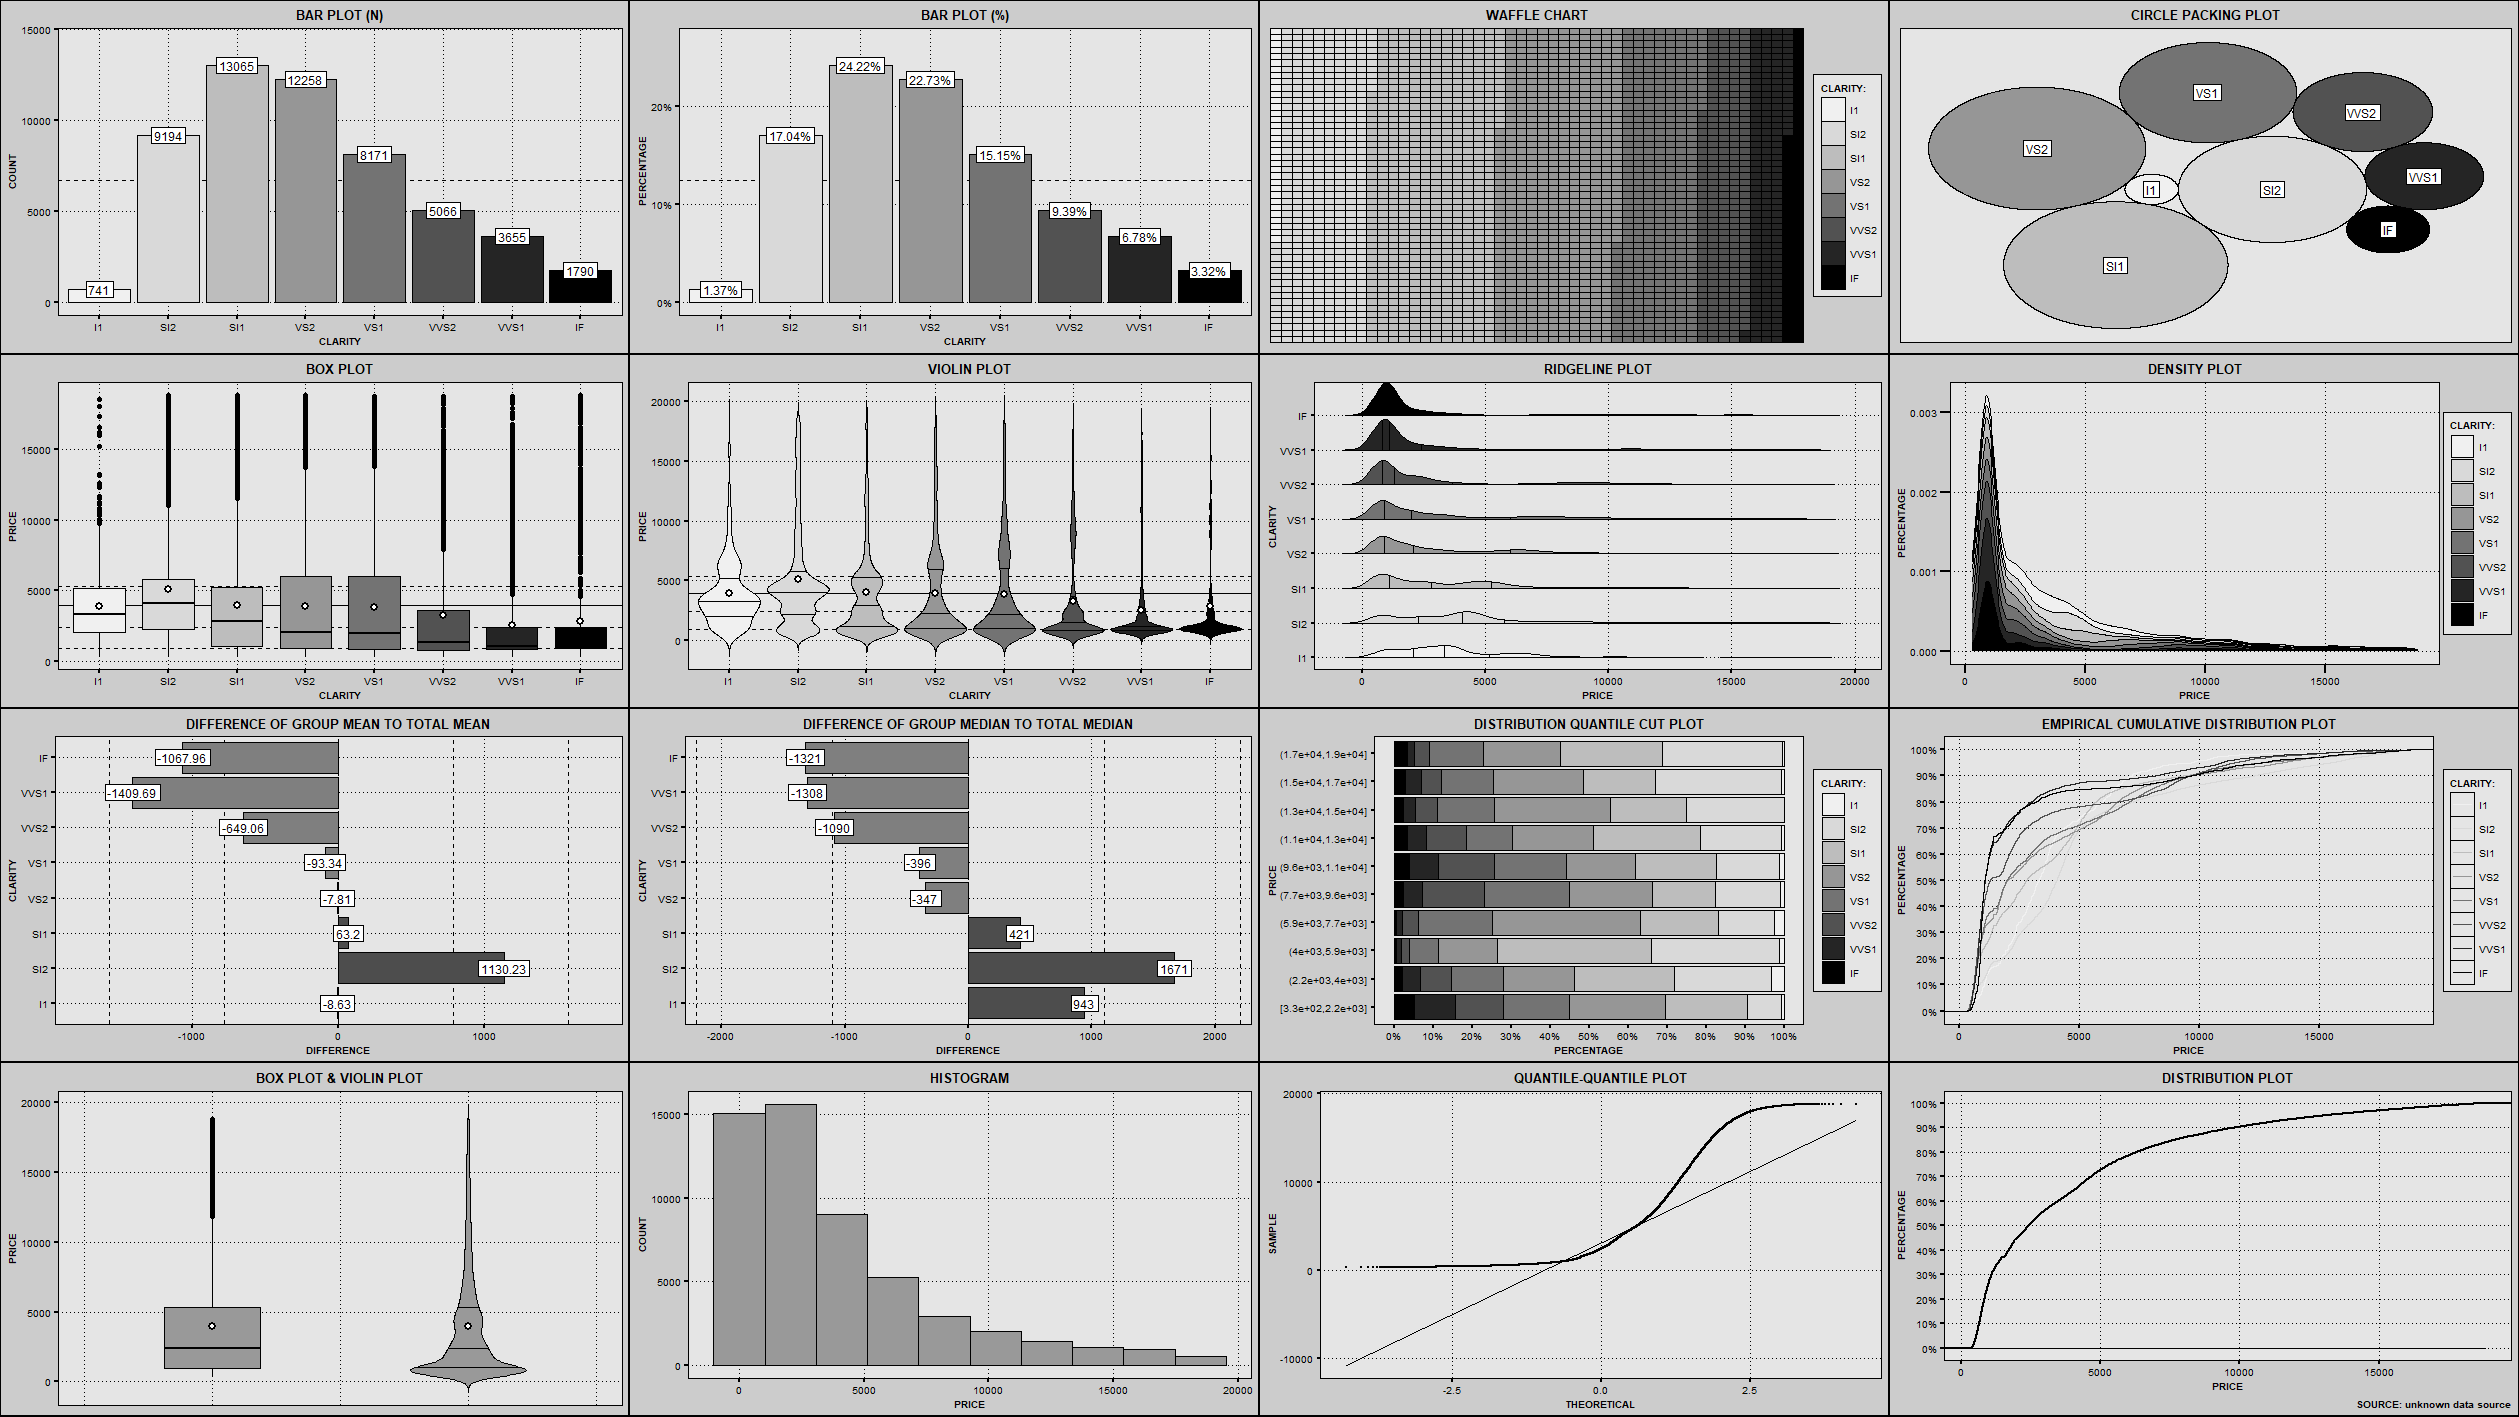 BAR PLOT (N)
15000
10000
5000
0
COUNT
741
9194
13065
12258
8171
5066
3655
1790
I1 SI2 SI1 VS2 VS1 VVS2 VVS1 IF
CLARITY
BAR PLOT (%)
20%
10%
0%
PERCENTAGE
1.37%
17.04%
24.22%
22.73%
15.15%
9.39%
6.78%
3.32%
I1 SI2 SI1 VS2 VS1 VVS2 VVS1 IF
CLARITY
WAFFLE CHART
CLARITY:
I1
SI2
SI1
VS2
VS1
VVS2
VVS1
IF
CIRCLE PACKING PLOT
VS1
VVS2
VS2
VVS1
I1
SI2
IF
SI1
BOX PLOT
15000
10000
5000
0
PRICE
I1 SI2 SI1 VS2 VS1 VVS2 VVS1 IF
CLARITY
VIOLIN PLOT
20000
15000
10000
5000
0
PRICE
I1 SI2 SI1 VS2 VS1 VVS2 VVS1 IF
CLARITY
RIDGELINE PLOT
IF
VVS1
VVS2
VS1
VS2
SI1
SI2
I1
CLARITY
0 5000 10000 15000 20000
PRICE
DENSITY PLOT
0.003
0.002
0.001
0.000
PERCENTAGE
0 5000 10000 15000
PRICE
CLARITY:
I1
SI2
SI1
VS2
VS1
VVS2
VVS1
IF
DIFFERENCE OF GROUP MEAN TO TOTAL MEAN
IF -1067.96
VVS1 -1409.69
VVS2 -649.06
VS1 -93.34
VS2 -7.81
SI1 63.2
SI2 1130.23
I1 -8.63
CLARITY
-1000 0 1000
DIFFERENCE
DIFFERENCE OF GROUP MEDIAN TO TOTAL MEDIAN
IF -1321
VVS1 -1308
VVS2 -1090
VS1 -396
VS2 -347
SI1 421
SI2 1671
I1 943
CLARITY
-2000 -1000 0 1000 2000
DIFFERENCE
DISTRIBUTION QUANTILE CUT PLOT
(1.7e+04,1.9e+04]
(1.5e+04,1.7e+04]
(1.3e+04,1.5e+04]
(1.1e+04,1.3e+04]
(9.6e+03,1.1e+04]
(7.7e+03,9.6e+03]
(5.9e+03,7.7e+03]
(4e+03,5.9e+03]
(2.2e+03,4e+03]
[3.3e+02,2.2e+03]
PRICE
0% 10% 20% 30% 40% 50% 60% 70% 80% 90% 100%
PERCENTAGE
CLARITY:
I1
SI2
SI1
VS2
VS1
VVS2
VVS1
IF
EMPIRICAL CUMULATIVE DISTRIBUTION PLOT
100%
90%
80%
70%
60%
50%
40%
30%
20%
10%
0%
PERCENTAGE
0 5000 10000 15000
PRICE
CLARITY:
I1
SI2
SI1
VS2
VS1
VVS2
VVS1
IF
BOX PLOT & VIOLIN PLOT
20000
15000
10000
5000
0
PRICE
HISTOGRAM
15000
10000
5000
0
COUNT
0 5000 10000 15000 20000
PRICE
QUANTILE-QUANTILE PLOT
20000
10000
0
-10000
SAMPLE
-2.5 0.0 2.5
THEORETICAL
DISTRIBUTION PLOT
100%
90%
80%
70%
60%
50%
40%
30%
20%
10%
0%
PERCENTAGE
0 5000 10000 15000
PRICE
SOURCE: unknown data source